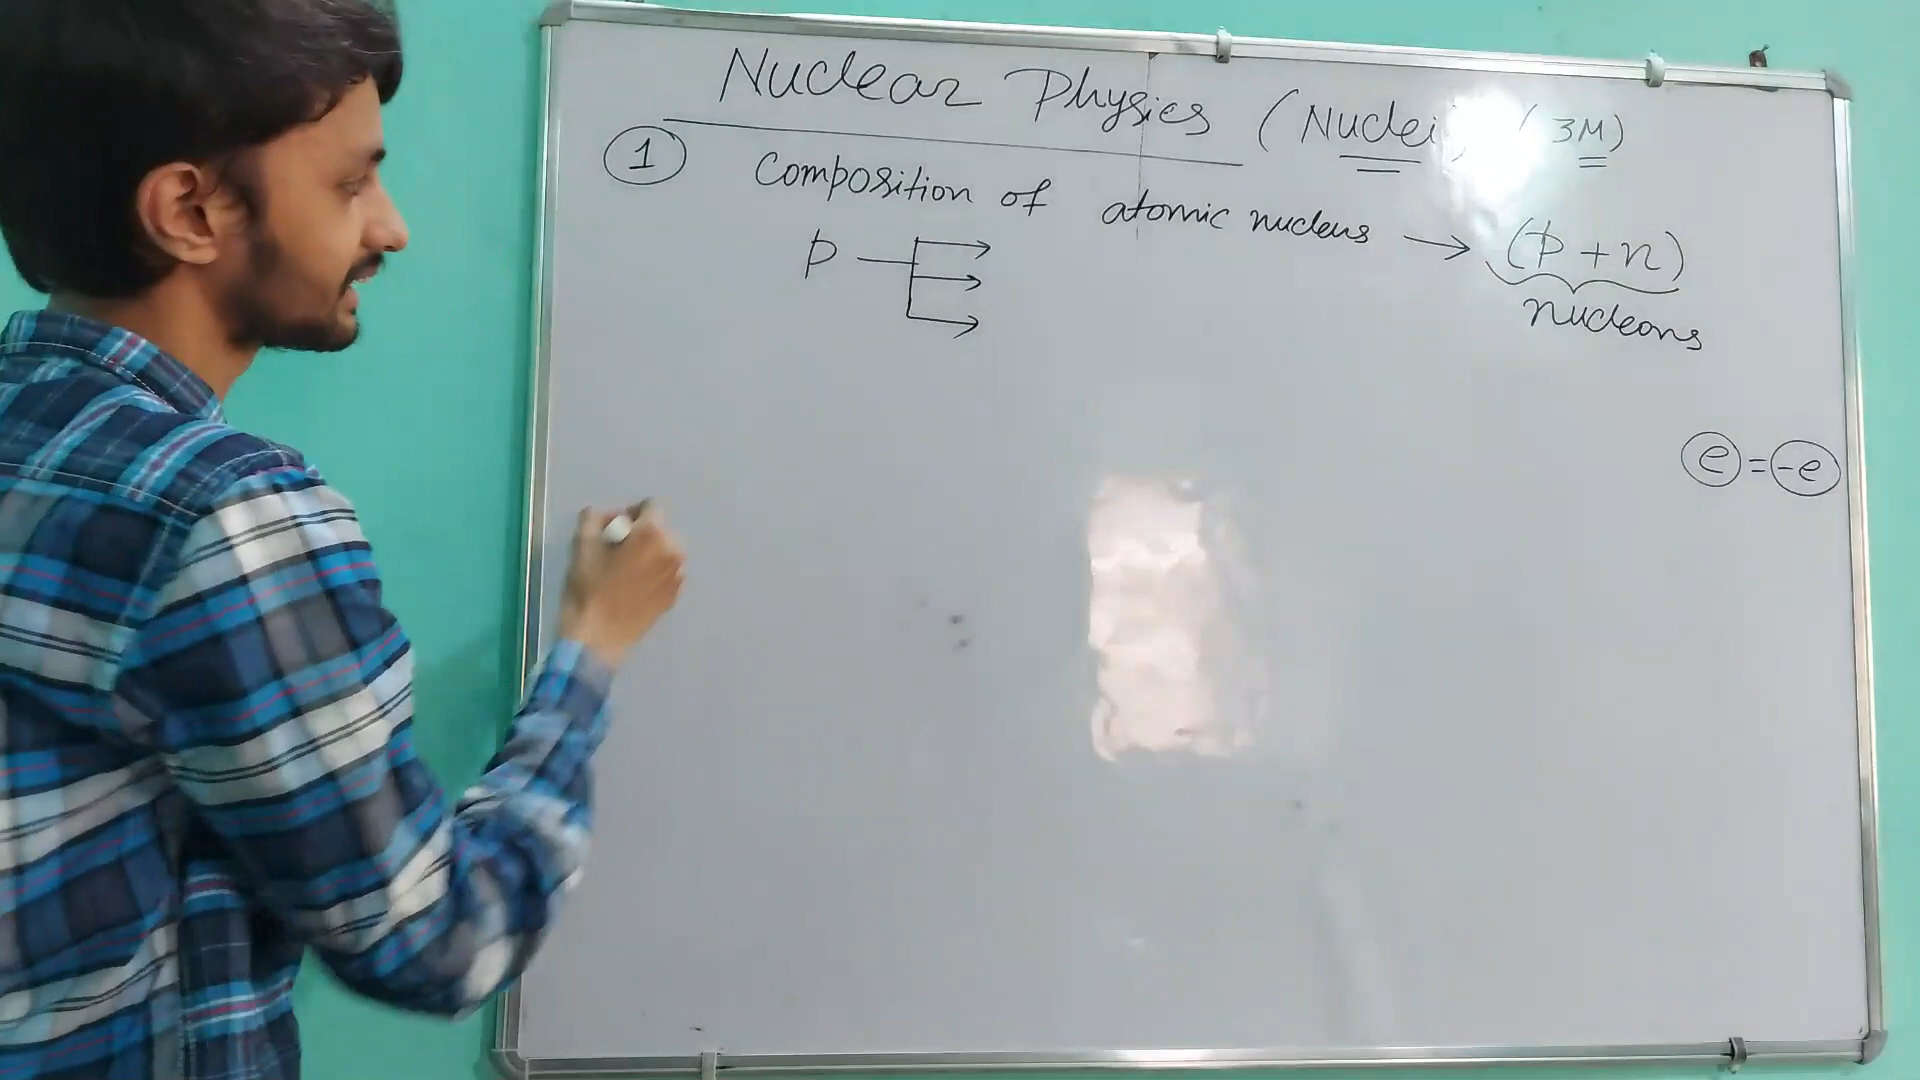 Nuclear Physics (Nuclei) (3M)
① Composition of atomic nucleus → (p + n)
nucleons
p
e = -e